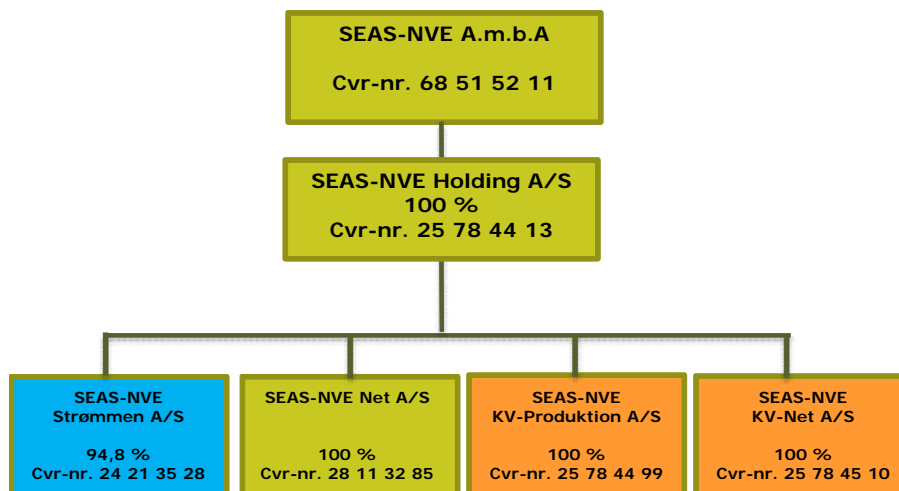 SEAS-NVE A.m.b.A
Cvr-nr. 68 51 52 11
SEAS-NVE Holding A/S
100 %
Cvr-nr. 25 78 44 13
SEAS-NVE
Strømmen A/S
94,8 %
Cvr-nr. 24 21 35 28
SEAS-NVE Net A/S
100 %
Cvr-nr. 28 11 32 85
SEAS-NVE
KV-Produktion A/S
100 %
Cvr-nr. 25 78 44 99
SEAS-NVE
KV-Net A/S
100 %
Cvr-nr. 25 78 45 10